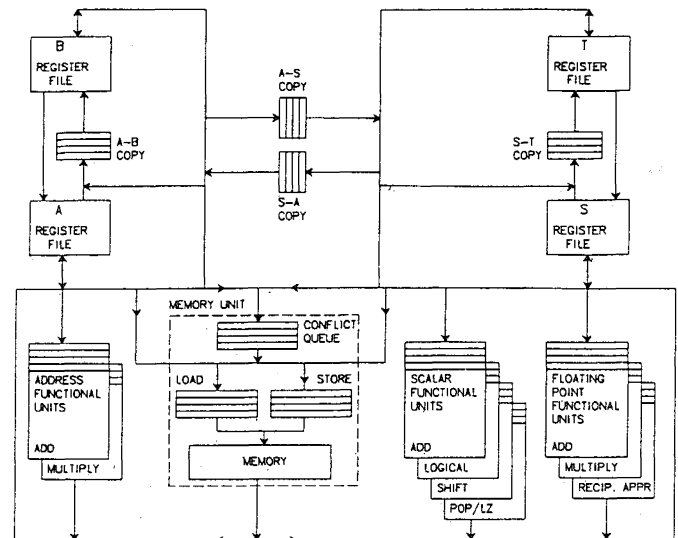 B
REGISTER
FILE
T
REGISTER
FILE
A-S
COPY
A-B
COPY
S-T
COPY
S-A
COPY
A
REGISTER
FILE
S
REGISTER
FILE
MEMORY UNIT
CONFLICT
QUEUE
LOAD
STORE
MEMORY
ADDRESS
FUNCTIONAL
UNITS
ADD
MULTIPLY
SCALAR
FUNCTIONAL
UNITS
ADD
LOGICAL
SHIFT
POP/LZ
FLOATING
POINT
FUNCTIONAL
UNITS
ADD
MULTIPLY
RECIP. APPR